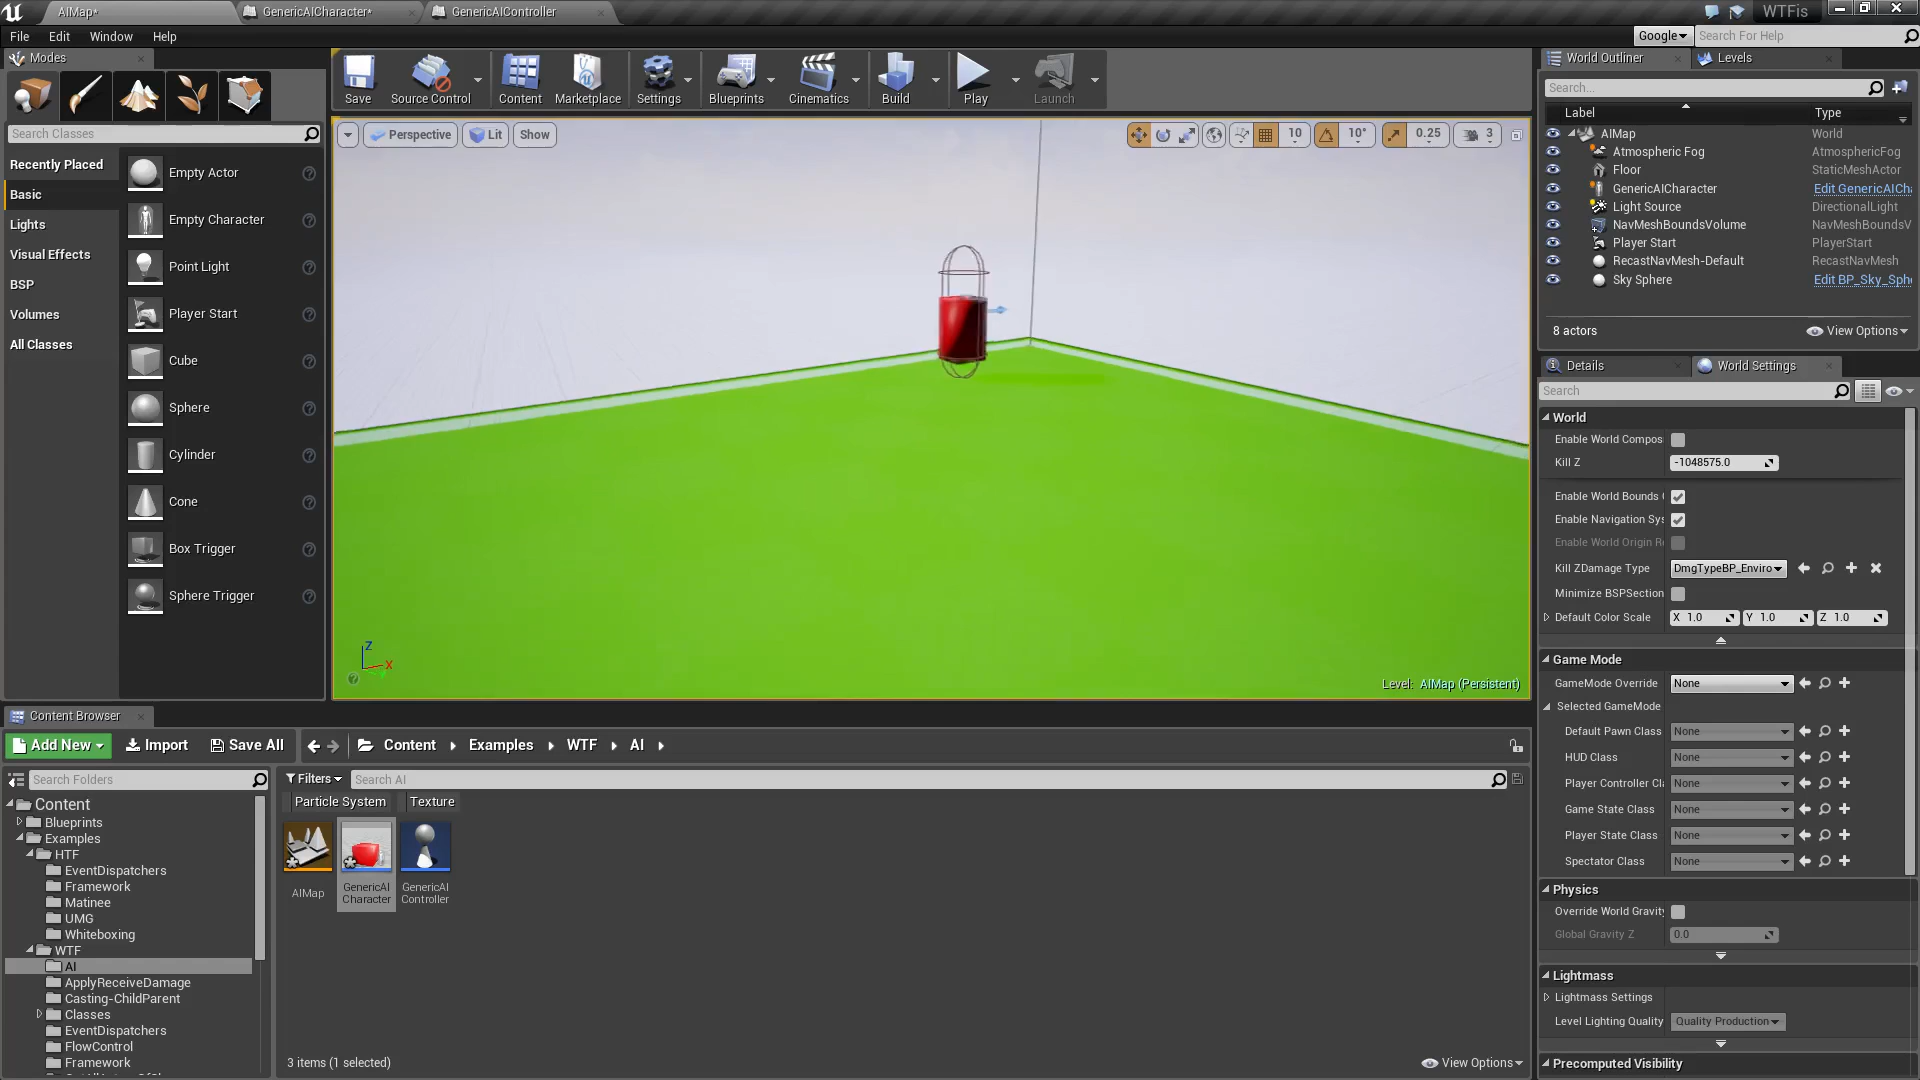 AIMap*
GenericAICharacter*
GenericAIController
WTFis
File Edit Window Help
Google
Search For Help
Modes
Search Classes
Recently Placed
Basic
Lights
Visual Effects
BSP
Volumes
All Classes
Empty Actor
Empty Character
Point Light
Player Start
Cube
Sphere
Cylinder
Cone
Box Trigger
Sphere Trigger
Save
Source Control
Content
Marketplace
Settings
Blueprints
Cinematics
Build
Play
Launch
Perspective
Lit
Show
10
10°
0.25
3
Z
X
Level: AIMap (Persistent)
World Outliner
Levels
Search...
Label Type
AIMap World
Atmospheric Fog AtmosphericFog
Floor StaticMeshActor
GenericAICharacter Edit GenericAICha
Light Source DirectionalLight
NavMeshBoundsVolume NavMeshBoundsV
Player Start PlayerStart
RecastNavMesh-Default RecastNavMesh
Sky Sphere Edit BP_Sky_Sphe
8 actors
View Options
Details
World Settings
Search
World
Enable World Compos
Kill Z -1048575.0
Enable World Bounds
Enable Navigation Sys
Enable World Origin Re
Kill ZDamage Type DmgTypeBP_Enviro
Minimize BSPSection
Default Color Scale X 1.0 Y 1.0 Z 1.0
Game Mode
GameMode Override None
Selected GameMode
Default Pawn Class None
HUD Class None
Player Controller Cla None
Game State Class None
Player State Class None
Spectator Class None
Physics
Override World Gravity
Global Gravity Z 0.0
Lightmass
Lightmass Settings
Level Lighting Quality Quality Production
Precomputed Visibility
Content Browser
Add New
Import
Save All
Content
Examples
WTF
AI
Search Folders
Content
Blueprints
Examples
HTF
EventDispatchers
Framework
Matinee
UMG
Whiteboxing
WTF
AI
ApplyReceiveDamage
Casting-ChildParent
Classes
EventDispatchers
FlowControl
Framework
Filters
Search AI
Particle System
Texture
AIMap
GenericAI
Character
GenericAI
Controller
3 items (1 selected)
View Options